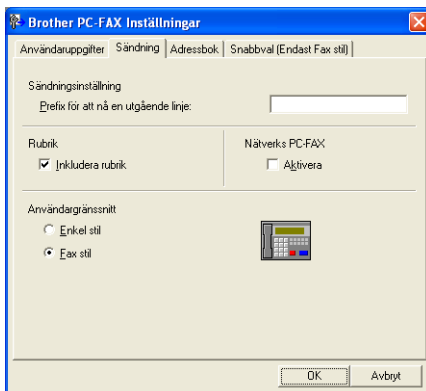 Brother PC-FAX Inställningar
Användaruppgifter Sändning Adressbok Snabbval (Endast Fax stil)
Sändningsinställning
Prefix för att nå en utgående linje:
Rubrik Nätverks PC-FAX
Inkludera rubrik Aktivera
Användargränssnitt
Enkel stil
Fax stil
OK Avbryt